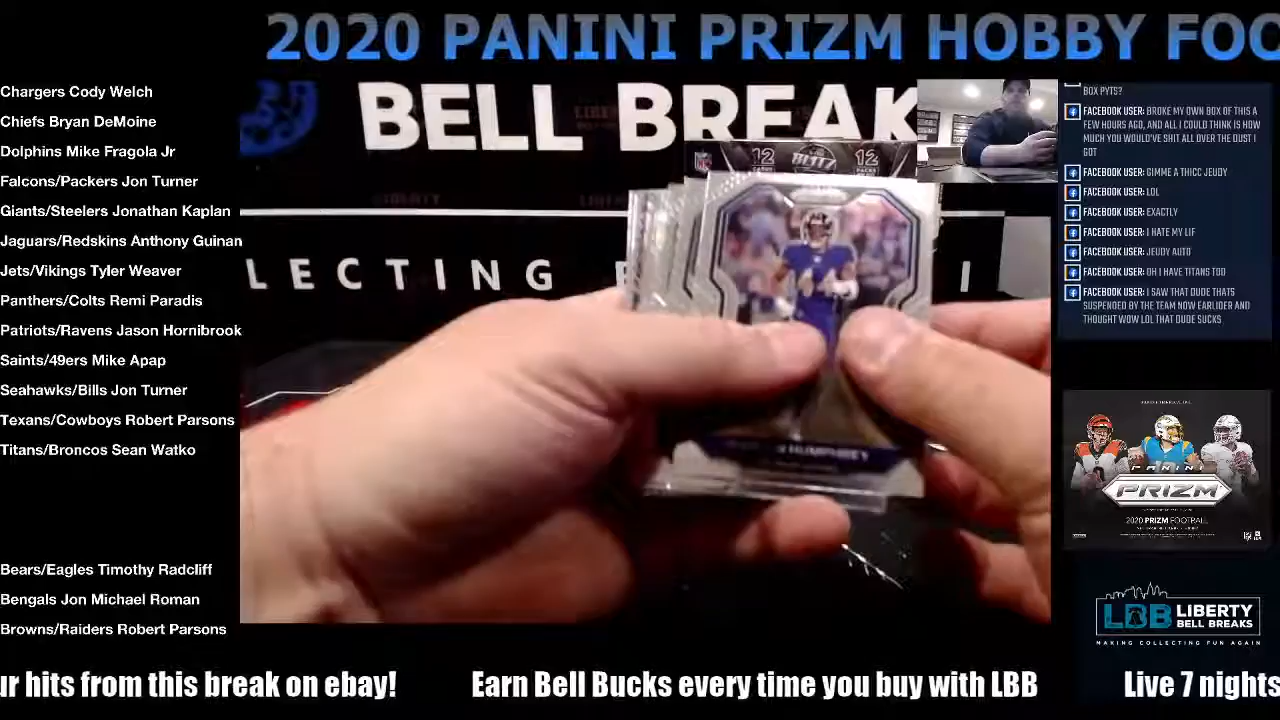 2020 PANINI PRIZM HOBBY FOO
Chargers Cody Welch
Chiefs Bryan DeMoine
Dolphins Mike Fragola Jr
Falcons/Packers Jon Turner
Giants/Steelers Jonathan Kaplan
Jaguars/Redskins Anthony Guinan
Jets/Vikings Tyler Weaver
Panthers/Colts Remi Paradis
Patriots/Ravens Jason Hornibrook
Saints/49ers Mike Apap
Seahawks/Bills Jon Turner
Texans/Cowboys Robert Parsons
Titans/Broncos Sean Watko
Bears/Eagles Timothy Radcliff
Bengals Jon Michael Roman
Browns/Raiders Robert Parsons
BELL BREAK
NFL 12 BLITZ 12
LECTING
44
HUMPHREY
BOX PYTS?
FACEBOOK USER: BROKE MY OWN BOX OF THIS A
FEW HOURS AGO, AND ALL I COULD THINK IS HOW
MUCH YOU WOULD'VE SHIT ALL OVER THE DUST I
GOT
FACEBOOK USER: GIMME A THICC JEUDY
FACEBOOK USER: LOL
FACEBOOK USER: EXACTLY
FACEBOOK USER: I HATE MY LIF
FACEBOOK USER: JEUDY AUTO
FACEBOOK USER: OH I HAVE TITANS TOO
FACEBOOK USER: I SAW THAT DUDE THATS
SUSPENDED BY THE TEAM NOW EARLIDER AND
THOUGHT WOW LOL THAT DUDE SUCKS
PANINI
PRIZM
2020 PRIZM FOOTBALL
LBB LIBERTY
BELL BREAKS
MAKING COLLECTING FUN AGAIN
ur hits from this break on ebay! Earn Bell Bucks every time you buy with LBB Live 7 nights